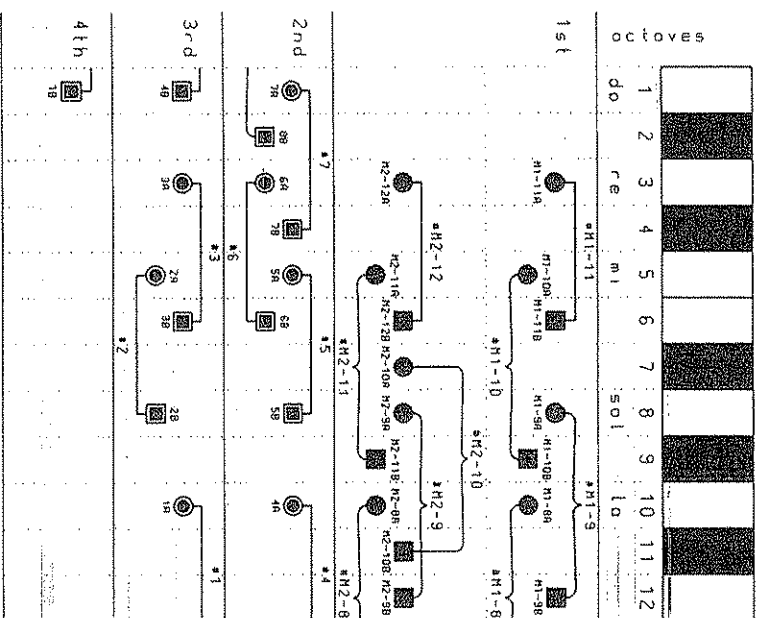 octaves
1 2 3 4 5 6 7 8 9 10 11 12
do re mi sol la
1st
*M1-11
M1-11A M1-11B
*M1-10
M1-10A M1-10B
*M1-9
M1-9A M1-9B
*M1-8
M1-8A
*M2-12
M2-12A M2-12B
*M2-11
M2-11A M2-11B
*M2-10
M2-10A M2-10B
*M2-9
M2-9A M2-9B
*M2-8
M2-8A
2nd
*7
7A 7B
8B
*6
6A 6B
*5
5A 5B
*4
4A
3rd
4B
*3
3A 3B
*2
2A 2B
*1
1A
4th
1B